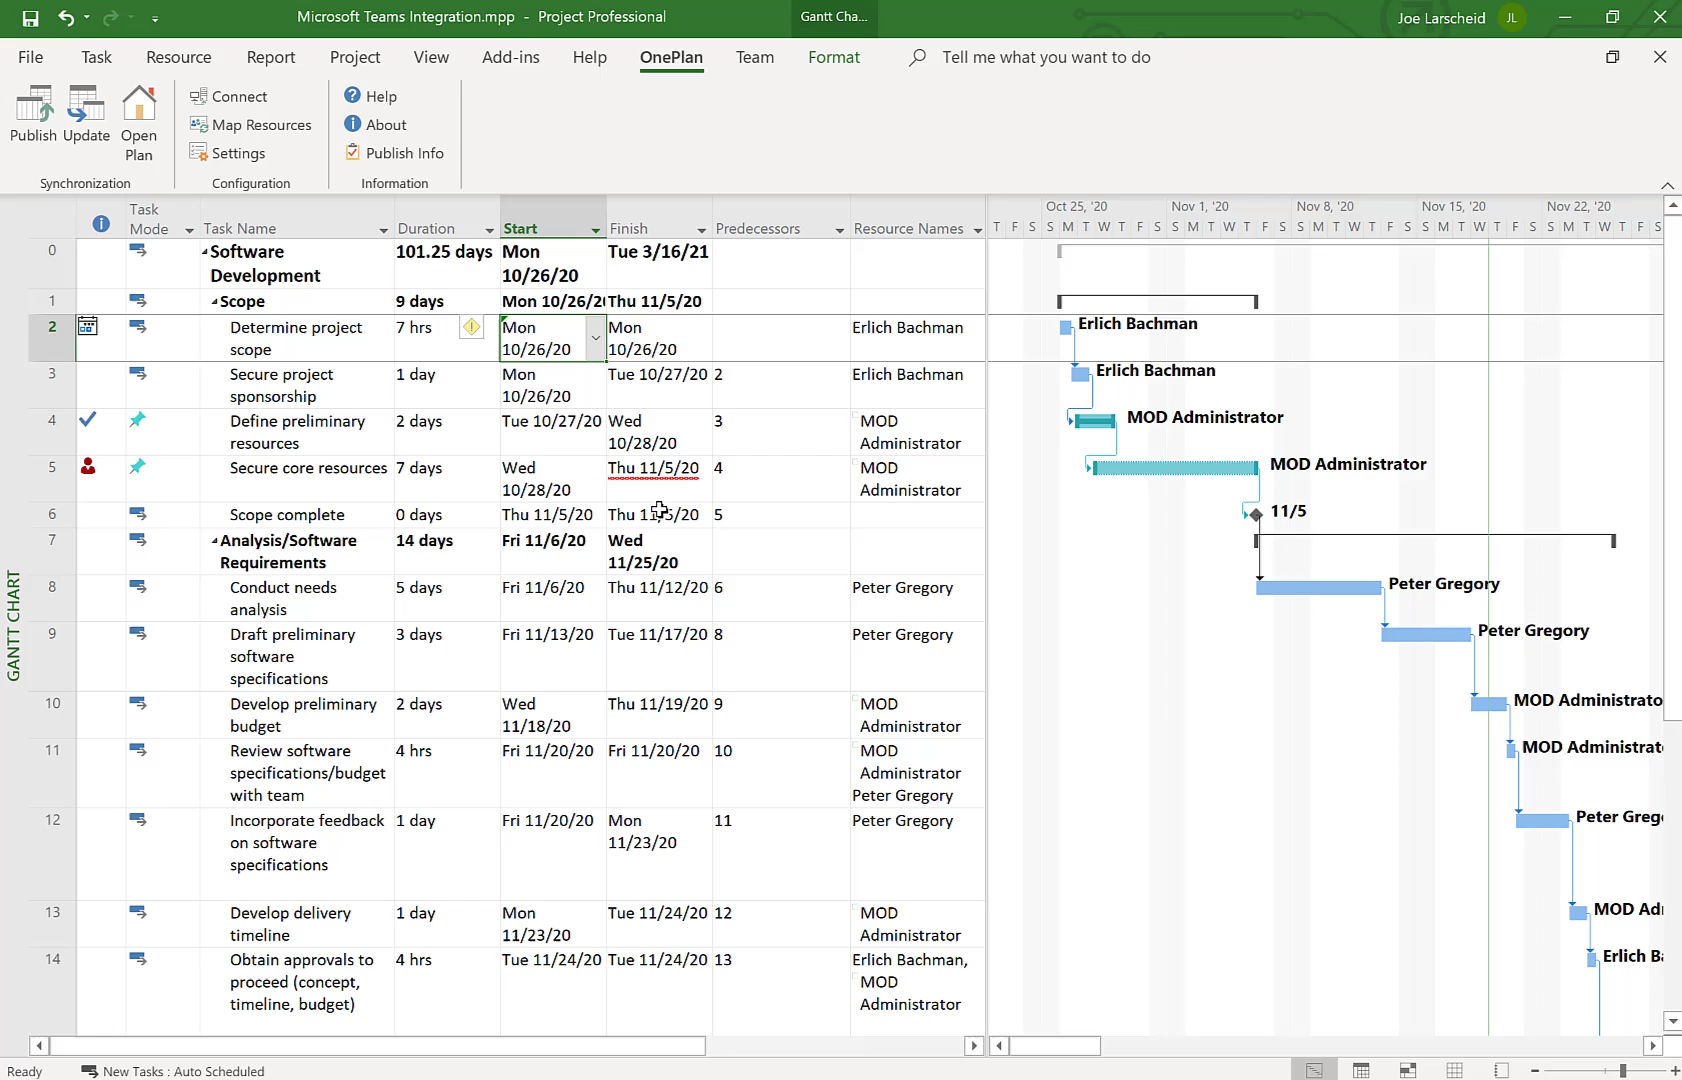 Microsoft Teams Integration.mpp - Project Professional
Gantt Cha...
Joe Larscheid JL
File Task Resource Report Project View Add-ins Help OnePlan Team Format Tell me what you want to do
Publish Update Open Plan
Connect
Map Resources
Settings
Help
About
Publish Info
Synchronization Configuration Information
Task Mode Task Name Duration Start Finish Predecessors Resource Names
Oct 25, '20 Nov 1, '20 Nov 8, '20 Nov 15, '20 Nov 22, '20
T F S S M T W T F S S M T W T F S S M T W T F S S M T W T F S S M T W T F S
0 Software Development 101.25 days Mon 10/26/20 Tue 3/16/21
1 Scope 9 days Mon 10/26/20 Thu 11/5/20
2 Determine project scope 7 hrs Mon 10/26/20 Mon 10/26/20 Erlich Bachman
3 Secure project sponsorship 1 day Mon 10/26/20 Tue 10/27/20 2 Erlich Bachman
4 Define preliminary resources 2 days Tue 10/27/20 Wed 10/28/20 3 MOD Administrator
5 Secure core resources 7 days Wed 10/28/20 Thu 11/5/20 4 MOD Administrator
6 Scope complete 0 days Thu 11/5/20 Thu 11/5/20 5
7 Analysis/Software Requirements 14 days Fri 11/6/20 Wed 11/25/20
8 Conduct needs analysis 5 days Fri 11/6/20 Thu 11/12/20 6 Peter Gregory
9 Draft preliminary software specifications 3 days Fri 11/13/20 Tue 11/17/20 8 Peter Gregory
10 Develop preliminary budget 2 days Wed 11/18/20 Thu 11/19/20 9 MOD Administrator
11 Review software specifications/budget with team 4 hrs Fri 11/20/20 Fri 11/20/20 10 MOD Administrator Peter Gregory
12 Incorporate feedback on software specifications 1 day Fri 11/20/20 Mon 11/23/20 11 Peter Gregory
13 Develop delivery timeline 1 day Mon 11/23/20 Tue 11/24/20 12 MOD Administrator
14 Obtain approvals to proceed (concept, timeline, budget) 4 hrs Tue 11/24/20 Tue 11/24/20 13 Erlich Bachman, MOD Administrator
Erlich Bachman
Erlich Bachman
MOD Administrator
MOD Administrator
11/5
Peter Gregory
Peter Gregory
MOD Administrato
MOD Administrat
Peter Greg
MOD Ad
Erlich B
GANTT CHART
Ready New Tasks : Auto Scheduled